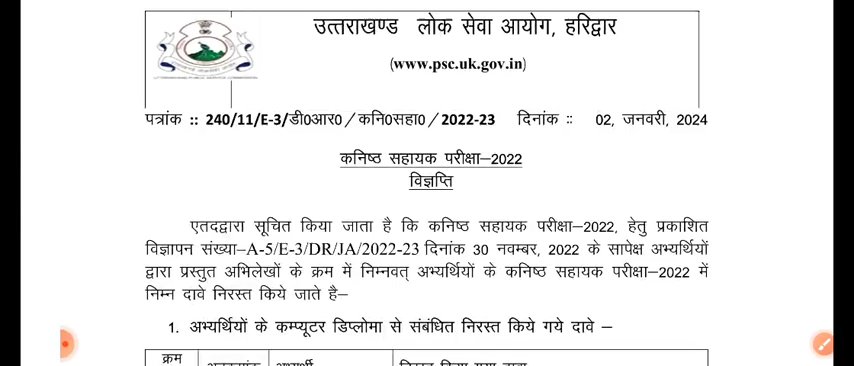 उत्तराखण्ड लोक सेवा आयोग, हरिद्वार
(www.psc.uk.gov.in)
पत्रांक :: 240/11/E-3/डी0आर0/कनि0सहा0/2022-23 दिनांक :: 02, जनवरी, 2024
कनिष्ठ सहायक परीक्षा–2022
विज्ञप्ति
एतदद्वारा सूचित किया जाता है कि कनिष्ठ सहायक परीक्षा–2022, हेतु प्रकाशित
विज्ञापन संख्या–A-5/E-3/DR/JA/2022-23 दिनांक 30 नवम्बर, 2022 के सापेक्ष अभ्यर्थियों
द्वारा प्रस्तुत अभिलेखों के क्रम में निम्नवत् अभ्यर्थियों के कनिष्ठ सहायक परीक्षा–2022 में
निम्न दावे निरस्त किये जाते है–
1. अभ्यर्थियों के कम्प्यूटर डिप्लोमा से संबंधित निरस्त किये गये दावे –
क्रम